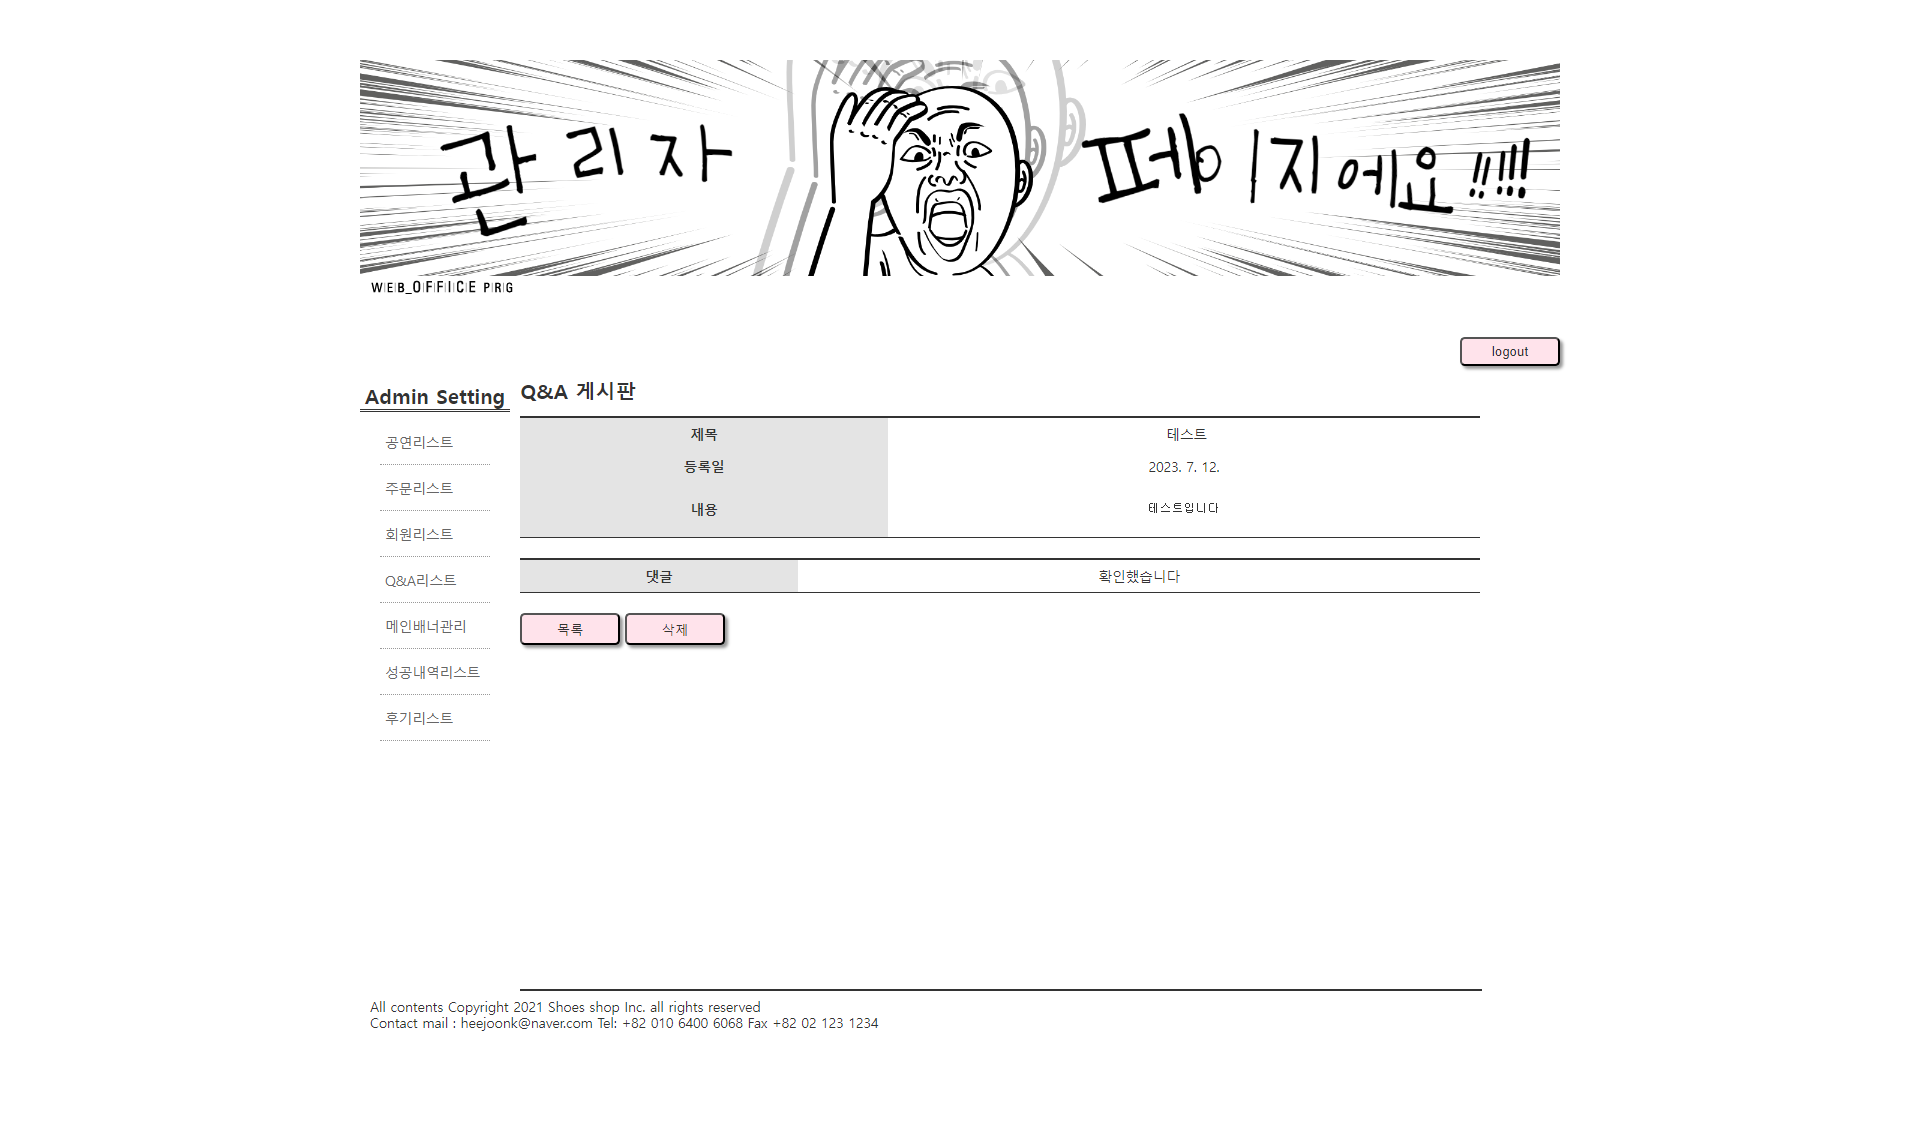 관리자 페이지에요!!!!!
WEB_OFFICE PRG
logout
Admin Setting
공연리스트
주문리스트
회원리스트
Q&A리스트
메인배너관리
성공내역리스트
후기리스트
Q&A 게시판
제목 테스트
등록일 2023. 7. 12.
내용 테스트입니다
댓글 확인했습니다
목록 삭제
All contents Copyright 2021 Shoes shop Inc. all rights reserved
Contact mail : heejoonk@naver.com Tel: +82 010 6400 6068 Fax +82 02 123 1234